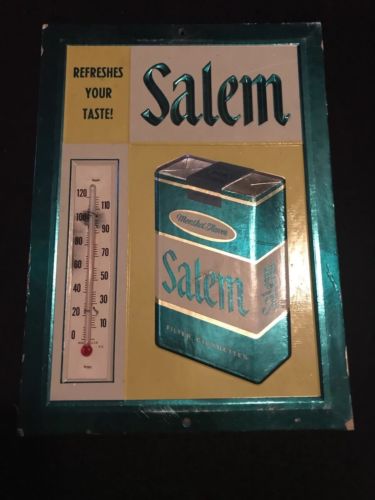 REFRESHES
YOUR
TASTE!
Salem
120
110
100
90
80
70
60
50
40
30
20
10
0
Menthol Fresh
Salem
SALEM
FILTER CIGARETTES